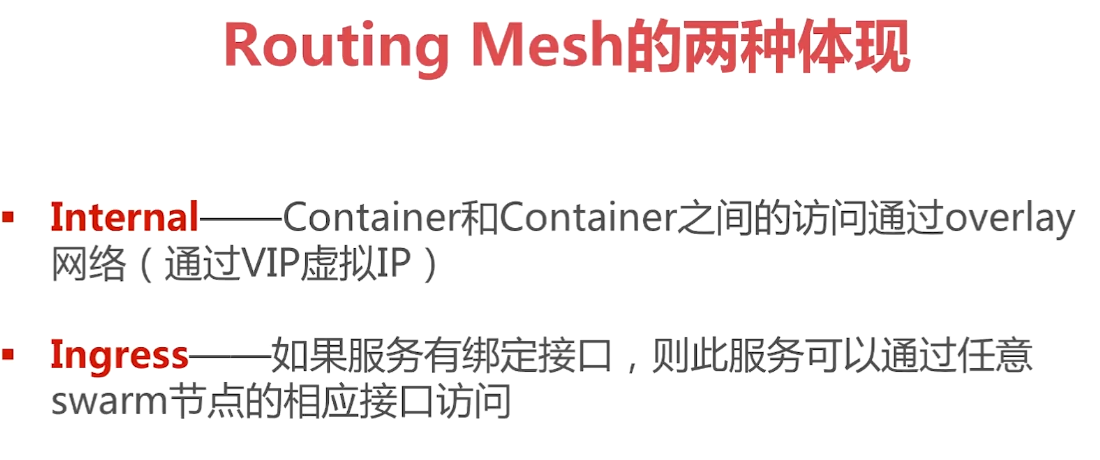 Routing Mesh的两种体现
▪ Internal——Container和Container之间的访问通过overlay
网络（通过VIP虚拟IP）
▪ Ingress——如果服务有绑定接口，则此服务可以通过任意
swarm节点的相应接口访问